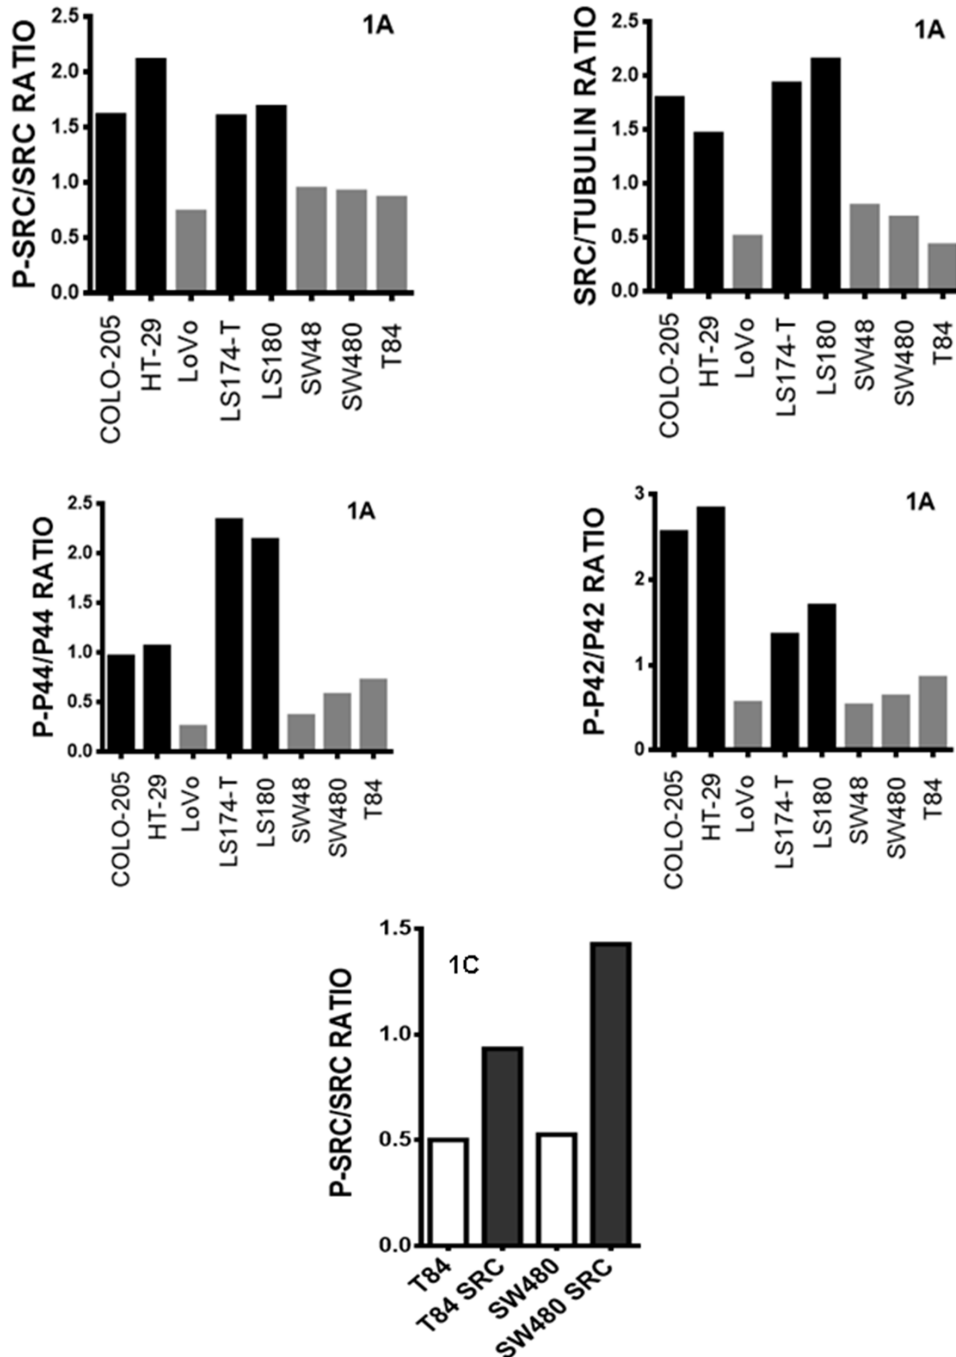 1A
P-SRC/SRC RATIO
2.5
2.0
1.5
1.0
0.5
0.0
COLO-205
HT-29
LoVo
LS174-T
LS180
SW48
SW480
T84
1A
SRC/TUBULIN RATIO
2.5
2.0
1.5
1.0
0.5
0.0
COLO-205
HT-29
LoVo
LS174-T
LS180
SW48
SW480
T84
1A
P-P44/P44 RATIO
2.5
2.0
1.5
1.0
0.5
0.0
COLO-205
HT-29
LoVo
LS174-T
LS180
SW48
SW480
T84
1A
P-P42/P42 RATIO
3
2
1
0
COLO-205
HT-29
LoVo
LS174-T
LS180
SW48
SW480
T84
1C
P-SRC/SRC RATIO
1.5
1.0
0.5
0.0
T84
T84 SRC
SW480
SW480 SRC